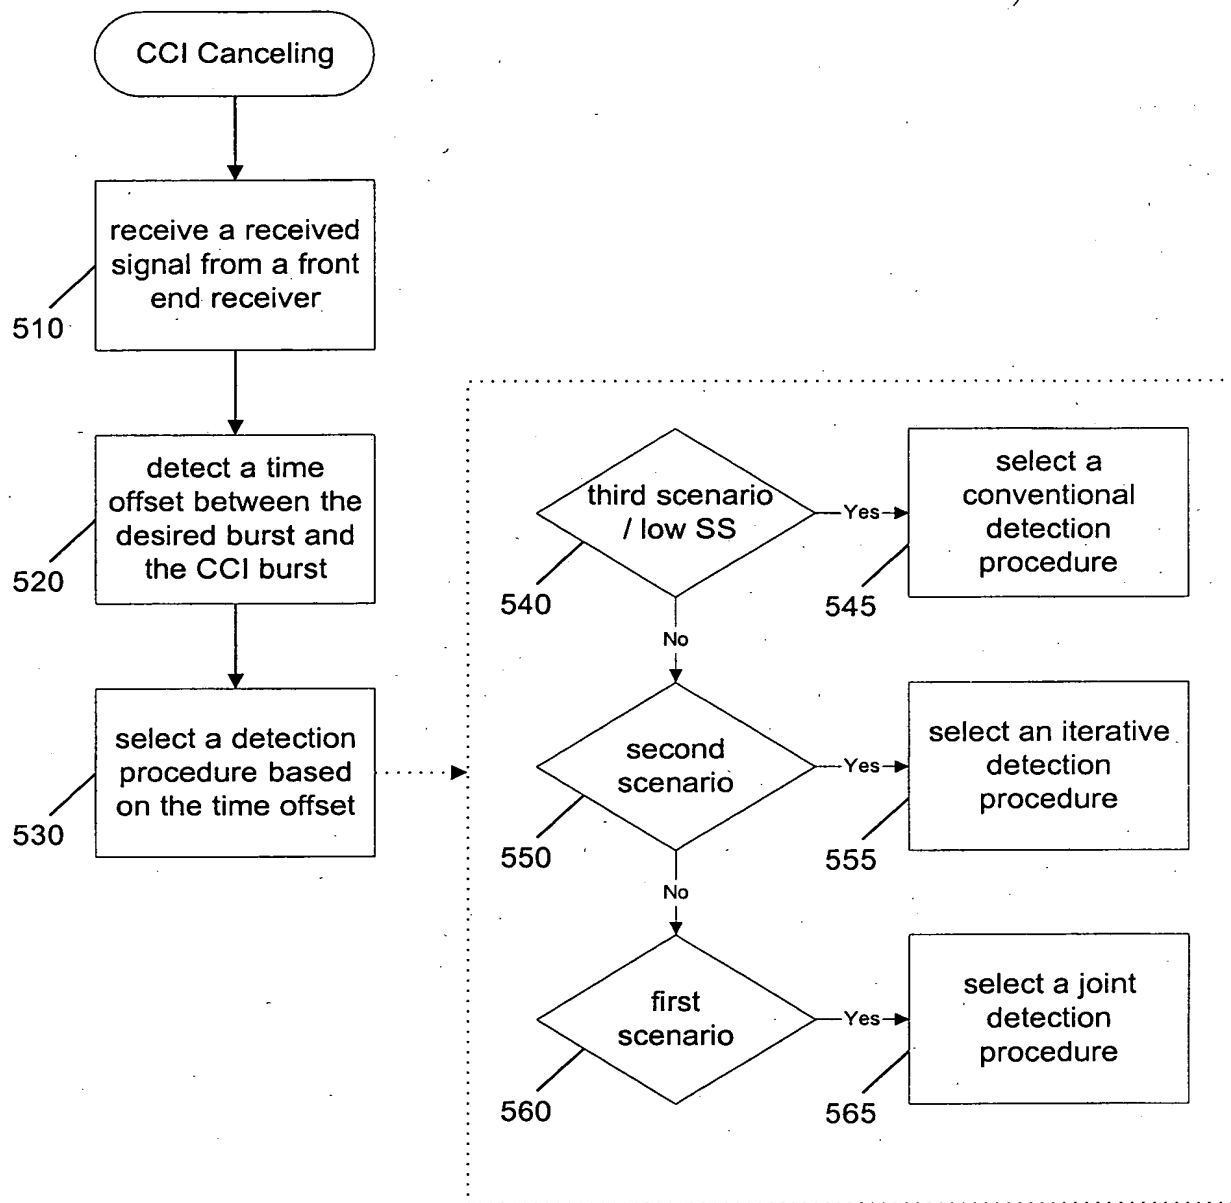 CCI Canceling
receive a received
signal from a front
end receiver
510
detect a time
offset between the
desired burst and
the CCI burst
520
select a detection
procedure based
on the time offset
530
third scenario
/ low SS
540
Yes
select a
conventional
detection
procedure
545
No
second
scenario
550
Yes
select an iterative
detection
procedure
555
No
first
scenario
560
Yes
select a joint
detection
procedure
565